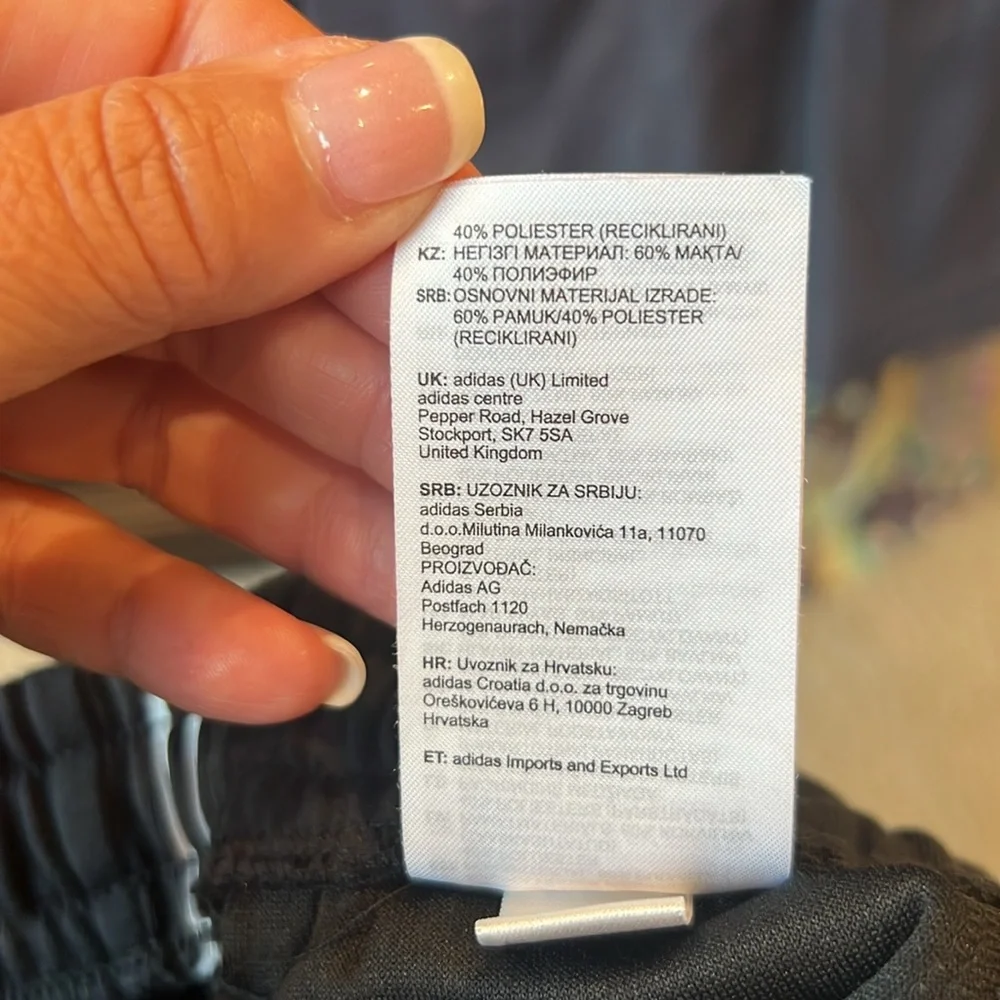 40% POLIESTER (RECIKLIRANI)
KZ: НЕГІЗГІ МАТЕРИАЛ: 60% МАҚТА/
40% ПОЛИЭФИР
SRB: OSNOVNI MATERIJAL IZRADE:
60% PAMUK/40% POLIESTER
(RECIKLIRANI)
UK: adidas (UK) Limited
adidas centre
Pepper Road, Hazel Grove
Stockport, SK7 5SA
United Kingdom
SRB: UZOZNIK ZA SRBIJU:
adidas Serbia
d.o.o.Milutina Milankovića 11a, 11070
Beograd
PROIZVOĐAČ:
Adidas AG
Postfach 1120
Herzogenaurach, Nemačka
HR: Uvoznik za Hrvatsku:
adidas Croatia d.o.o. za trgovinu
Oreškovićeva 6 H, 10000 Zagreb
Hrvatska
ET: adidas Imports and Exports Ltd